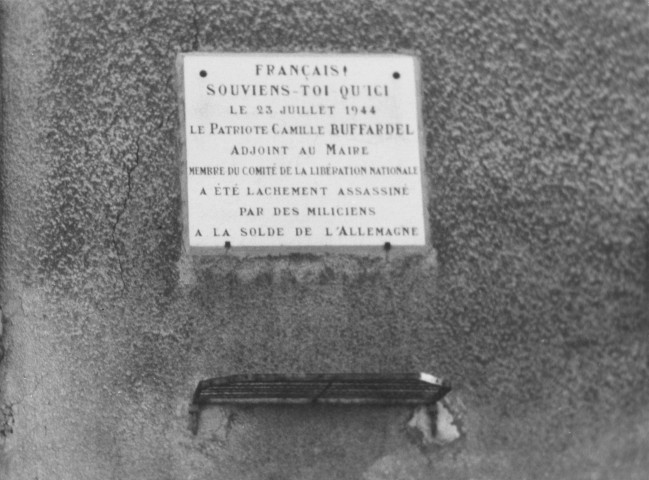 FRANÇAIS!
SOUVIENS-TOI QU'ICI
LE 23 JUILLET 1944
LE PATRIOTE CAMILLE BUFFARDEL
ADJOINT AU MAIRE
MEMBRE DU COMITÉ DE LA LIBÉRATION NATIONALE
A ÉTÉ LACHEMENT ASSASSINÉ
PAR DES MILICIENS
A LA SOLDE DE L'ALLEMAGNE